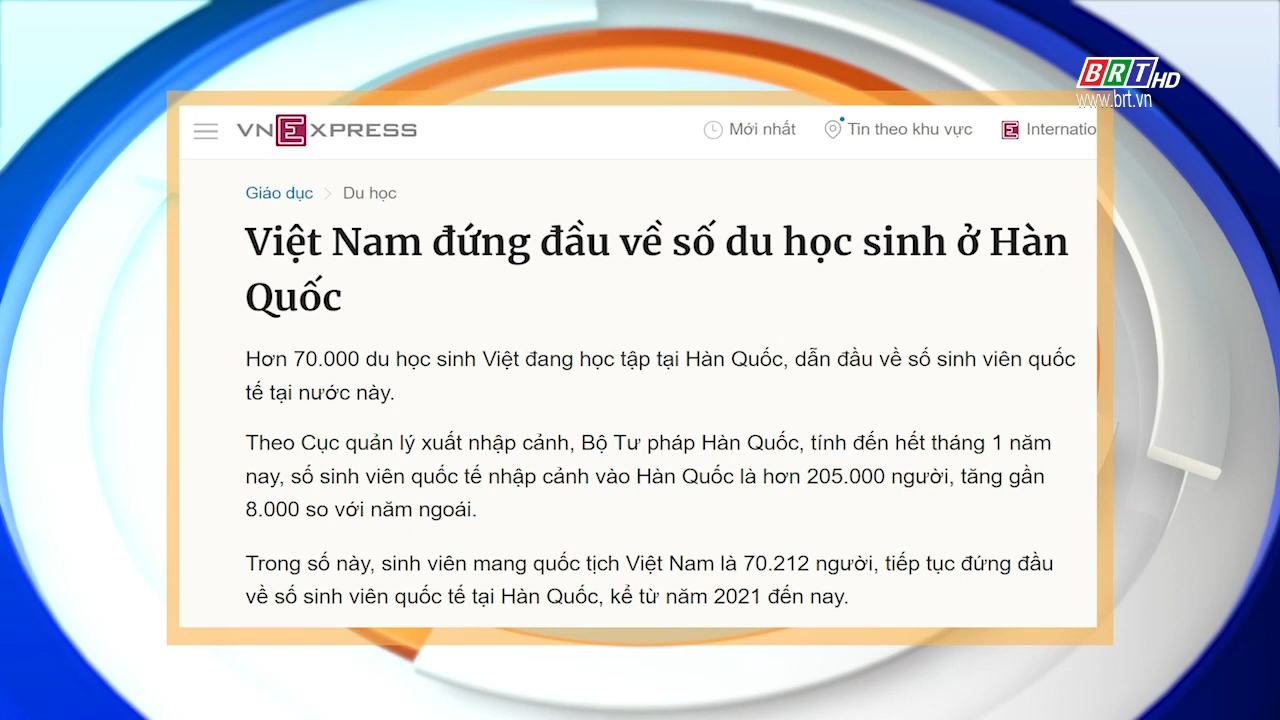 BRT HD
www.brt.vn
VNEXPRESS
Mới nhất
Tin theo khu vực
Internatio
Giáo dục > Du học
Việt Nam đứng đầu về số du học sinh ở Hàn
Quốc
Hơn 70.000 du học sinh Việt đang học tập tại Hàn Quốc, dẫn đầu về số sinh viên quốc
tế tại nước này.
Theo Cục quản lý xuất nhập cảnh, Bộ Tư pháp Hàn Quốc, tính đến hết tháng 1 năm
nay, số sinh viên quốc tế nhập cảnh vào Hàn Quốc là hơn 205.000 người, tăng gần
8.000 so với năm ngoái.
Trong số này, sinh viên mang quốc tịch Việt Nam là 70.212 người, tiếp tục đứng đầu
về số sinh viên quốc tế tại Hàn Quốc, kể từ năm 2021 đến nay.